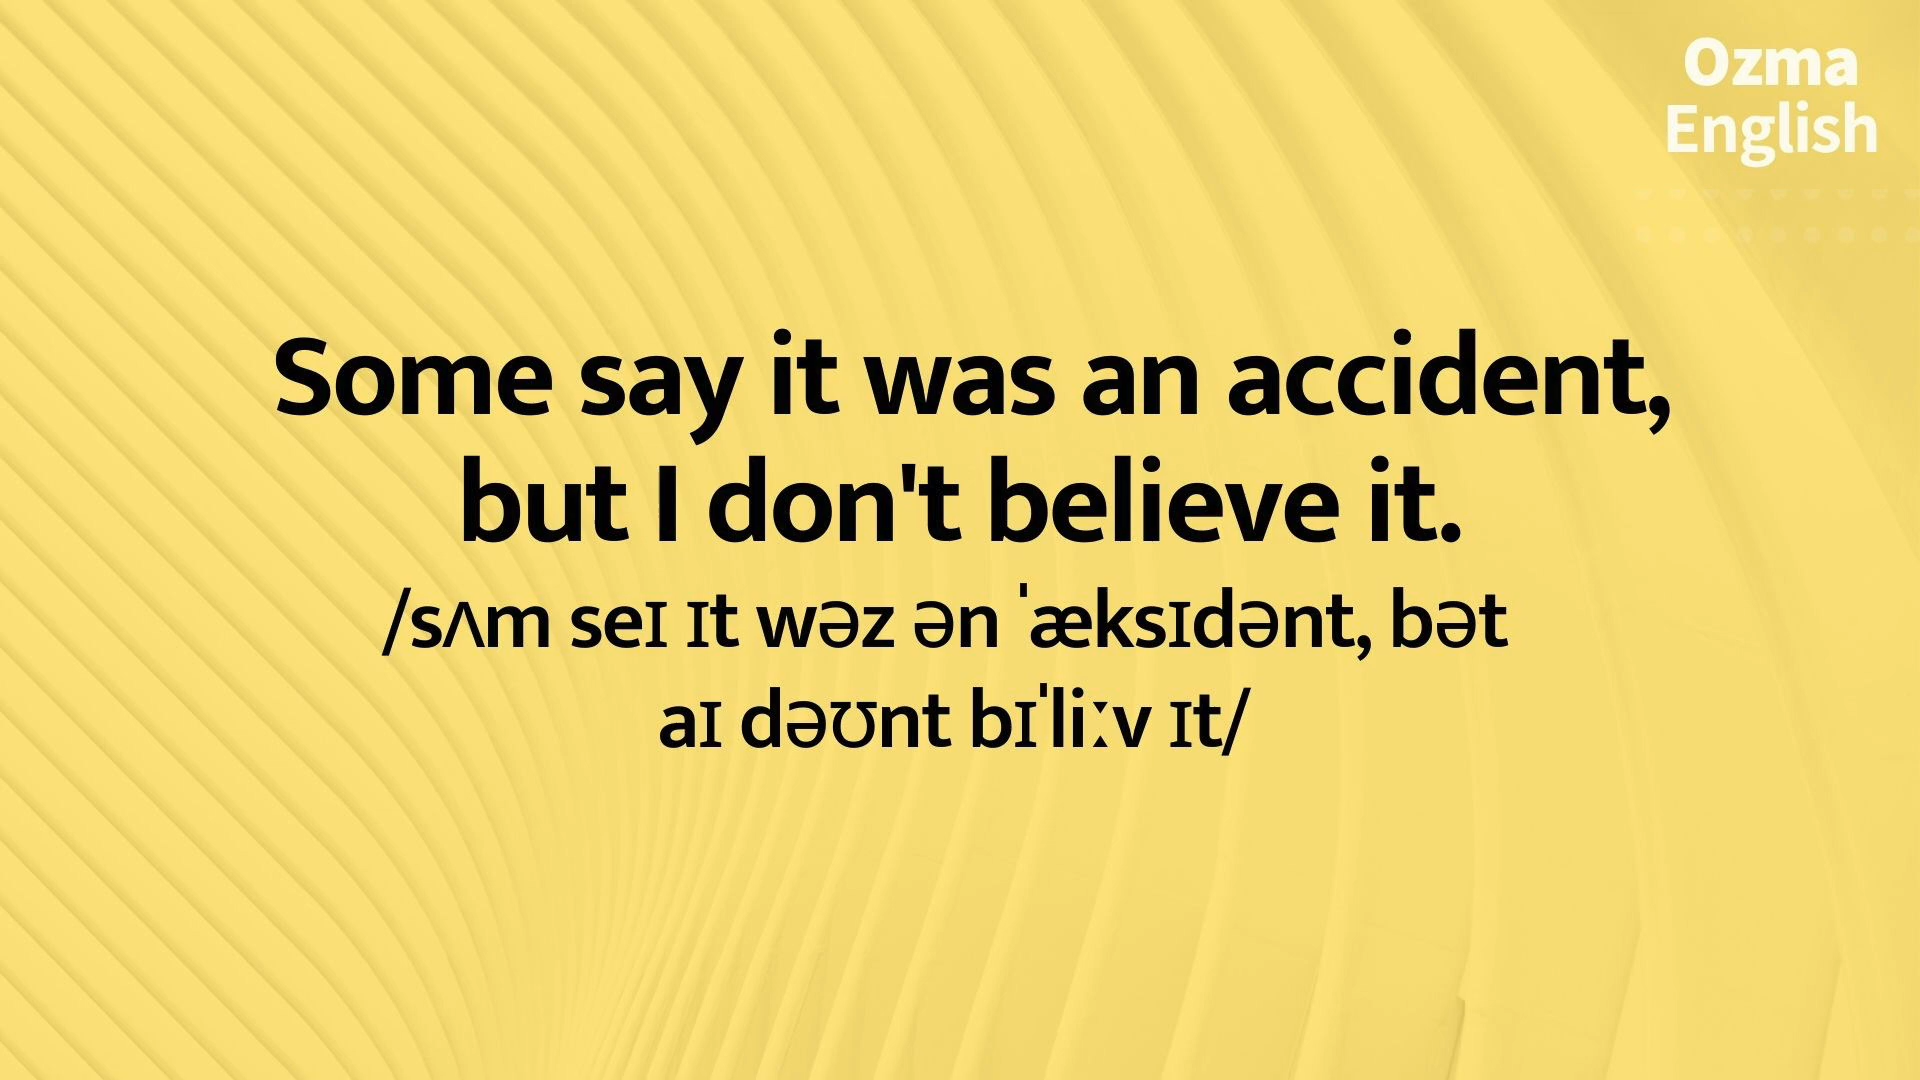 Ozma
English
Some say it was an accident,
but I don't believe it.
/sʌm seɪ ɪt wəz ən ˈæksɪdənt, bət
aɪ dəʊnt bɪˈliːv ɪt/